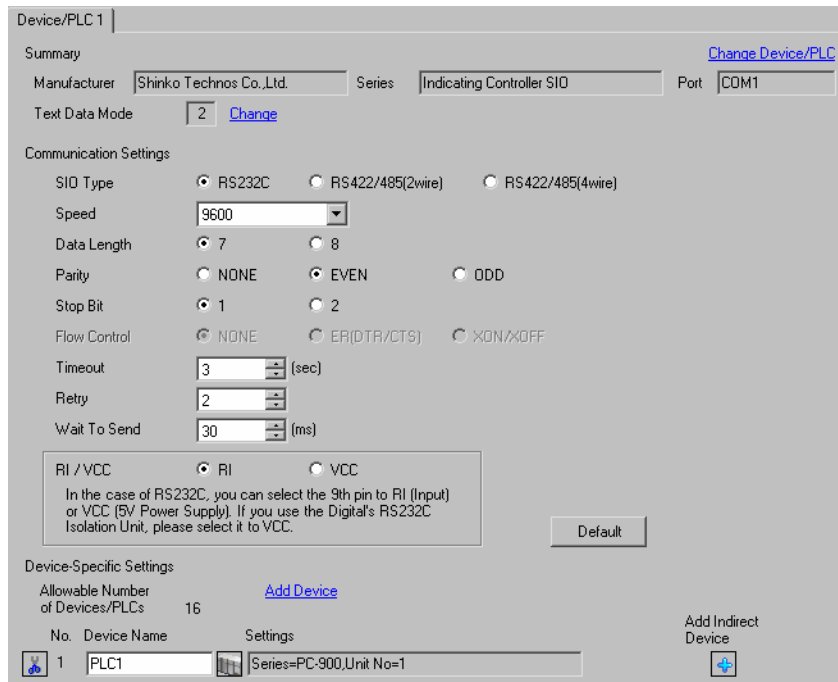 Device/PLC 1
Summary
Change Device/PLC
Manufacturer Shinko Technos Co.,Ltd. Series Indicating Controller SIO Port COM1
Text Data Mode 2 Change
Communication Settings
SIO Type RS232C RS422/485(2wire) RS422/485(4wire)
Speed 9600
Data Length 7 8
Parity NONE EVEN ODD
Stop Bit 1 2
Flow Control NONE ER(DTR/CTS) XON/XOFF
Timeout 3 (sec)
Retry 2
Wait To Send 30 (ms)
RI / VCC RI VCC
In the case of RS232C, you can select the 9th pin to RI (Input)
or VCC (5V Power Supply). If you use the Digital's RS232C
Isolation Unit, please select it to VCC.
Default
Device-Specific Settings
Allowable Number
of Devices/PLCs 16 Add Device
Add Indirect
Device
No. Device Name Settings
1 PLC1 Series=PC-900,Unit No=1